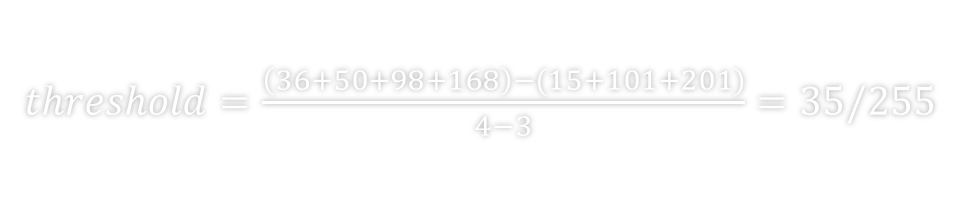 threshold = (36+50+98+168)−(15+101+201) / 4−3 = 35/255